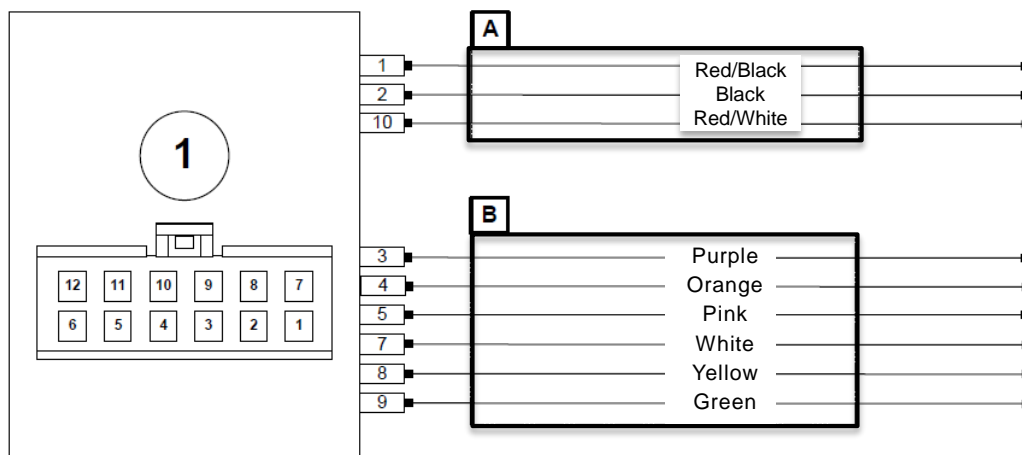 A
1 Red/Black
2 Black
10 Red/White
1
B
3 Purple
4 Orange
5 Pink
7 White
8 Yellow
9 Green
12 11 10 9 8 7
6 5 4 3 2 1